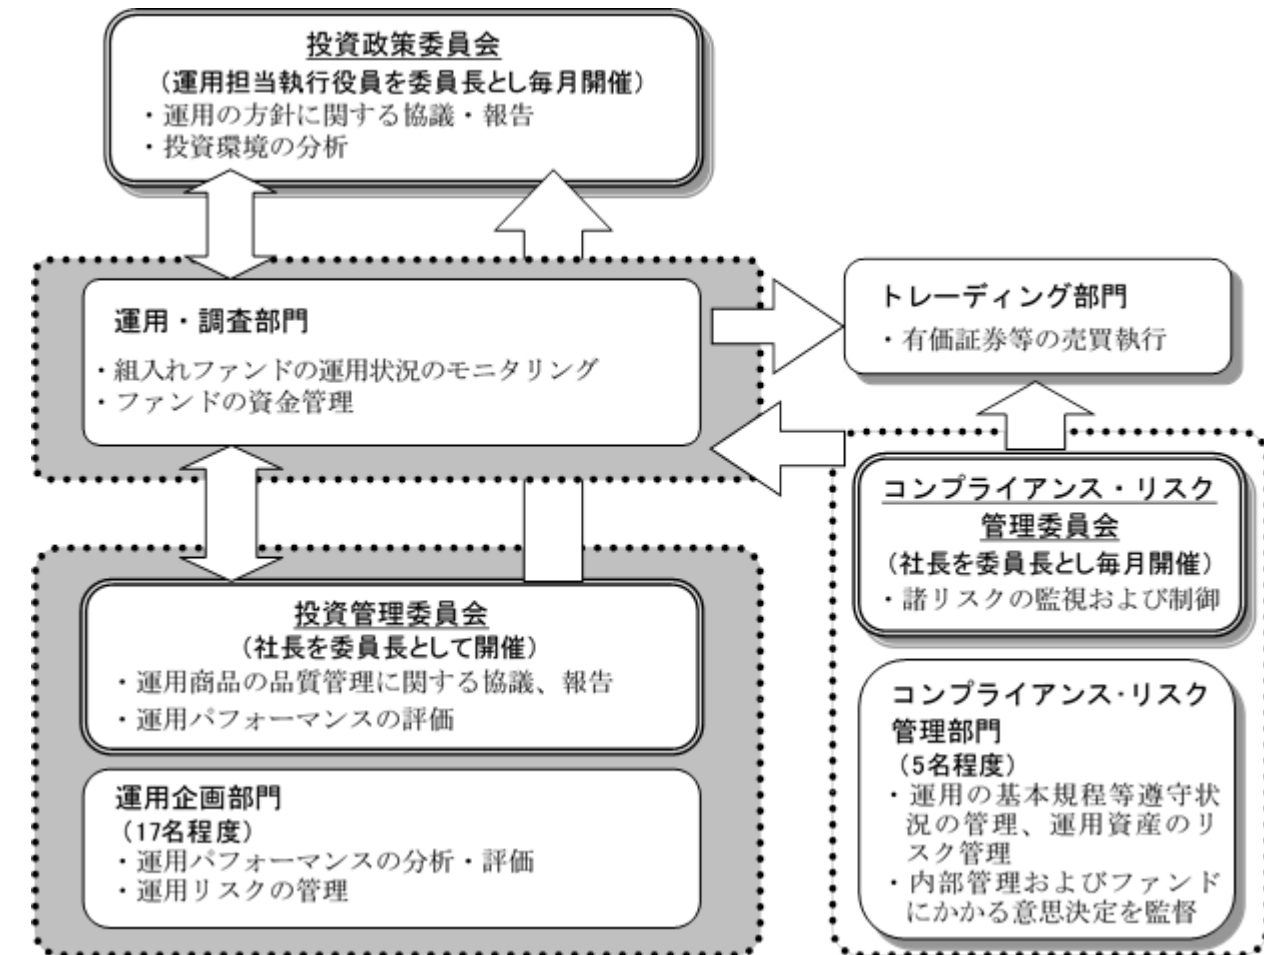 投資政策委員会
（運用担当執行役員を委員長とし毎月開催）
・運用の方針に関する協議・報告
・投資環境の分析
運用・調査部門
・組入れファンドの運用状況のモニタリング
・ファンドの資金管理
トレーディング部門
・有価証券等の売買執行
投資管理委員会
（社長を委員長として開催）
・運用商品の品質管理に関する協議、報告
・運用パフォーマンスの評価
運用企画部門
（17名程度）
・運用パフォーマンスの分析・評価
・運用リスクの管理
コンプライアンス・リスク
管理委員会
（社長を委員長とし毎月開催）
・諸リスクの監視および制御
コンプライアンス・リスク
管理部門
（5名程度）
・運用の基本規程等遵守状
況の管理、運用資産のリ
スク管理
・内部管理およびファンド
にかかる意思決定を監督